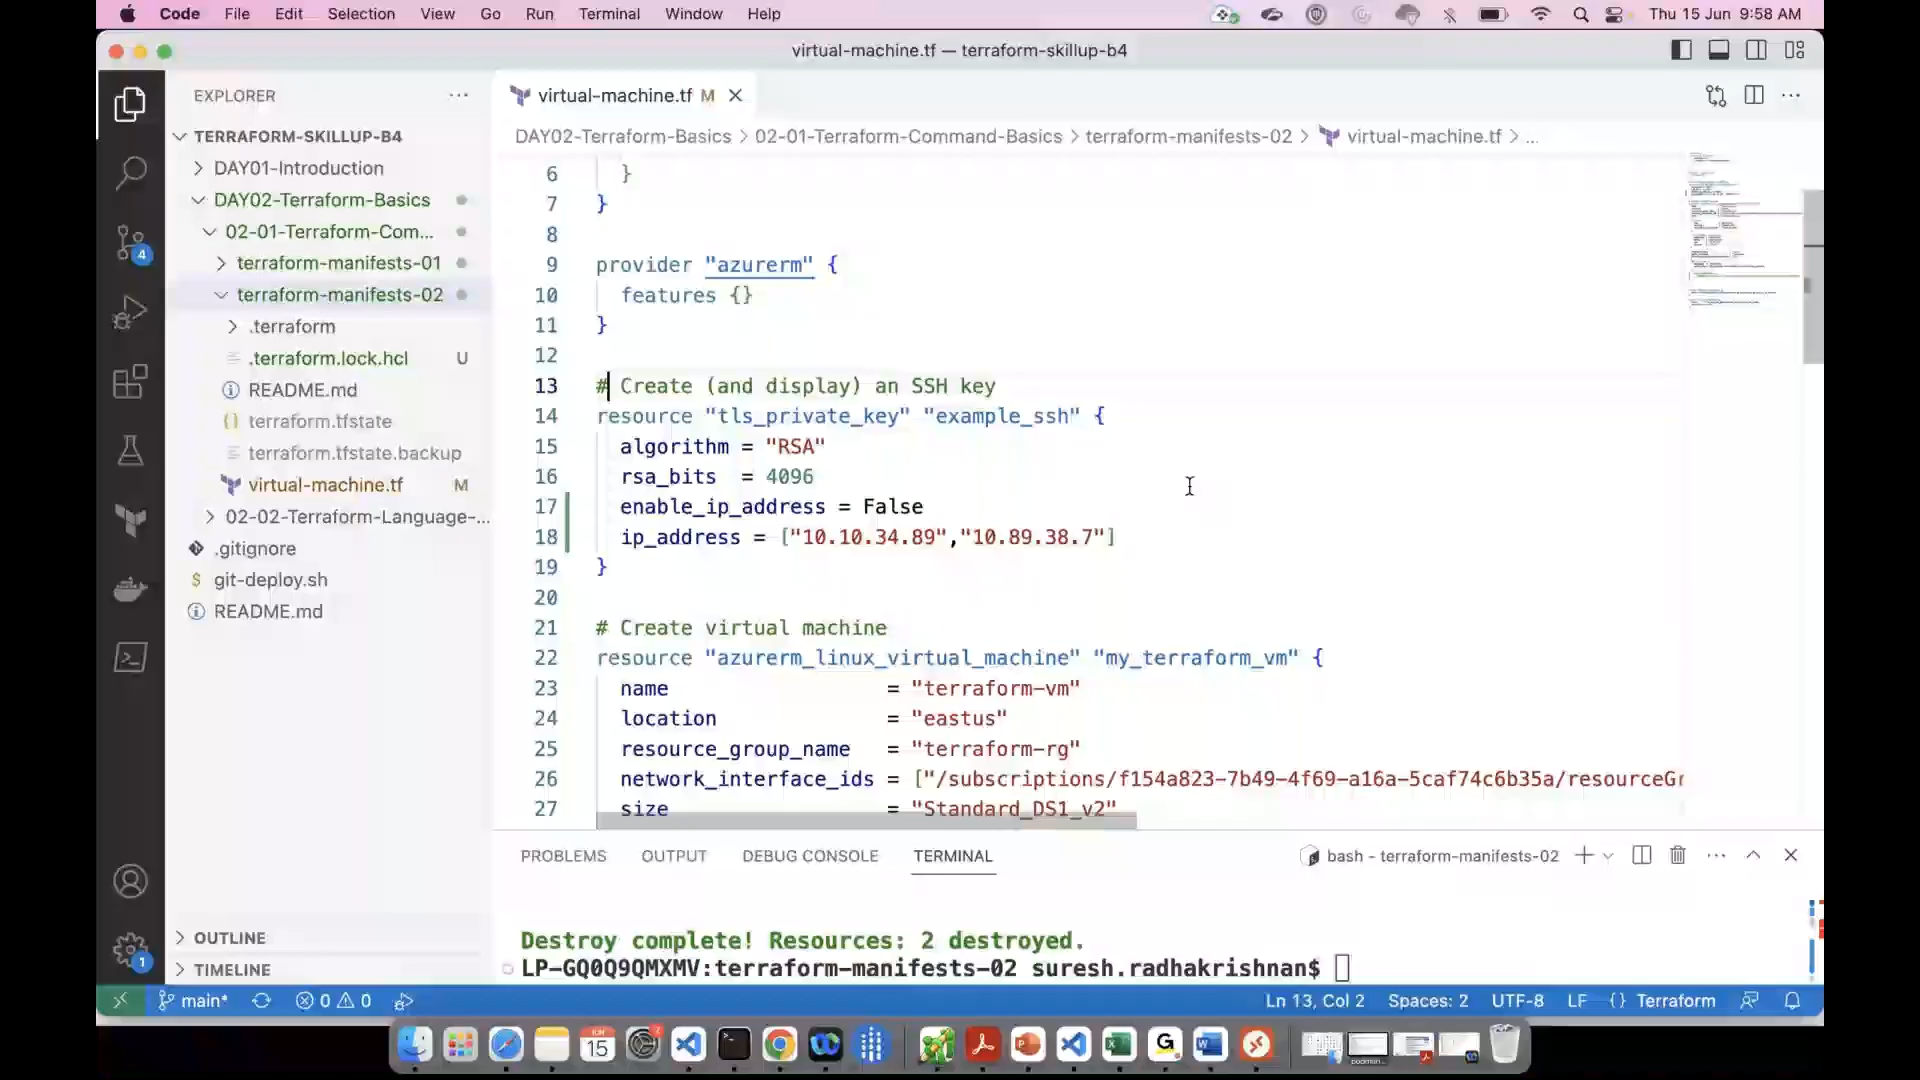 Code File Edit Selection View Go Run Terminal Window Help Thu 15 Jun 9:58 AM
virtual-machine.tf — terraform-skillup-b4
EXPLORER
TERRAFORM-SKILLUP-B4
DAY01-Introduction
DAY02-Terraform-Basics
02-01-Terraform-Com...
terraform-manifests-01
terraform-manifests-02
.terraform
.terraform.lock.hcl U
README.md
terraform.tfstate
terraform.tfstate.backup
virtual-machine.tf M
02-02-Terraform-Language-...
.gitignore
git-deploy.sh
README.md
OUTLINE
TIMELINE
4
1
virtual-machine.tf M
DAY02-Terraform-Basics > 02-01-Terraform-Command-Basics > terraform-manifests-02 > virtual-machine.tf > ...
6 }
7 }
8
9 provider "azurerm" {
10 features {}
11 }
12
13 # Create (and display) an SSH key
14 resource "tls_private_key" "example_ssh" {
15 algorithm = "RSA"
16 rsa_bits = 4096
17 enable_ip_address = False
18 ip_address = ["10.10.34.89","10.89.38.7"]
19 }
20
21 # Create virtual machine
22 resource "azurerm_linux_virtual_machine" "my_terraform_vm" {
23 name = "terraform-vm"
24 location = "eastus"
25 resource_group_name = "terraform-rg"
26 network_interface_ids = ["/subscriptions/f154a823-7b49-4f69-a16a-5caf74c6b35a/resourceGr
27 size = "Standard_DS1_v2"
PROBLEMS OUTPUT DEBUG CONSOLE TERMINAL bash - terraform-manifests-02
Destroy complete! Resources: 2 destroyed.
LP-GQ0Q9QMXMV:terraform-manifests-02 suresh.radhakrishnan$
main* 0 0 Ln 13, Col 2 Spaces: 2 UTF-8 LF {} Terraform
15